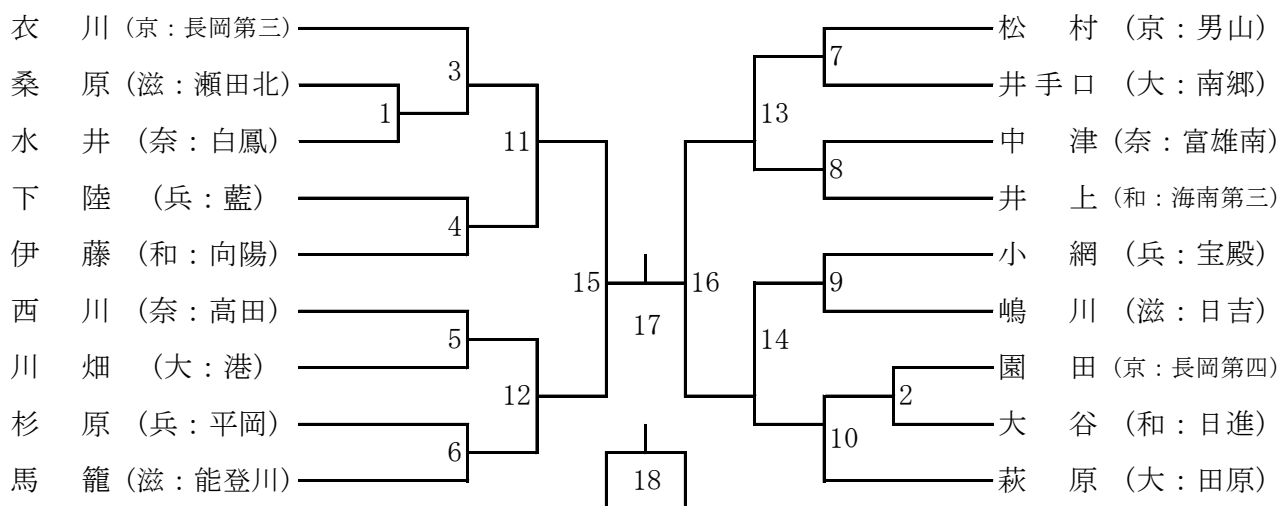 衣 川 (京：長岡第三)
桑 原 (滋：瀬田北)
水 井 (奈：白鳳)
下 陸 (兵：藍)
伊 藤 (和：向陽)
西 川 (奈：高田)
川 畑 (大：港)
杉 原 (兵：平岡)
馬 籠 (滋：能登川)
3
1
11
4
15
5
12
6
17
18
16
13
7
8
14
9
2
10
松 村 (京：男山)
井手口 (大：南郷)
中 津 (奈：富雄南)
井 上 (和：海南第三)
小 網 (兵：宝殿)
嶋 川 (滋：日吉)
園 田 (京：長岡第四)
大 谷 (和：日進)
萩 原 (大：田原)